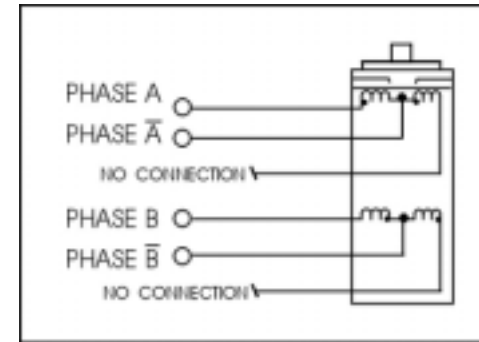 PHASE A
PHASE A̅
NO CONNECTION
PHASE B
PHASE B̅
NO CONNECTION